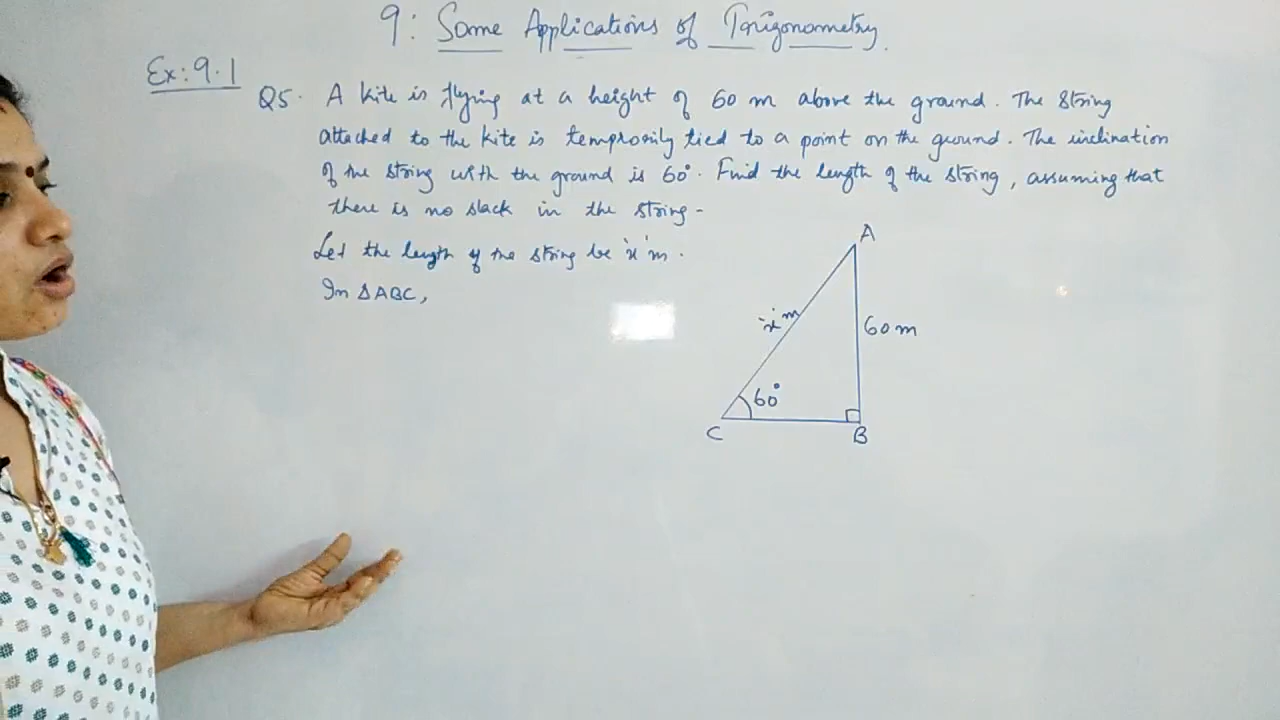 9: Some Applications of Trigonometry.
Ex: 9.1
Q5. A kite is flying at a height of 60 m above the ground. The string
attached to the kite is temprosily tied to a point on the ground. The inclination
of the string with the ground is 60°. Find the length of the string, assuming that
there is no slack in the string-
Let the length of the string be 'x' m.
In ΔABC,
A
'x' m
60 m
60°
C
B